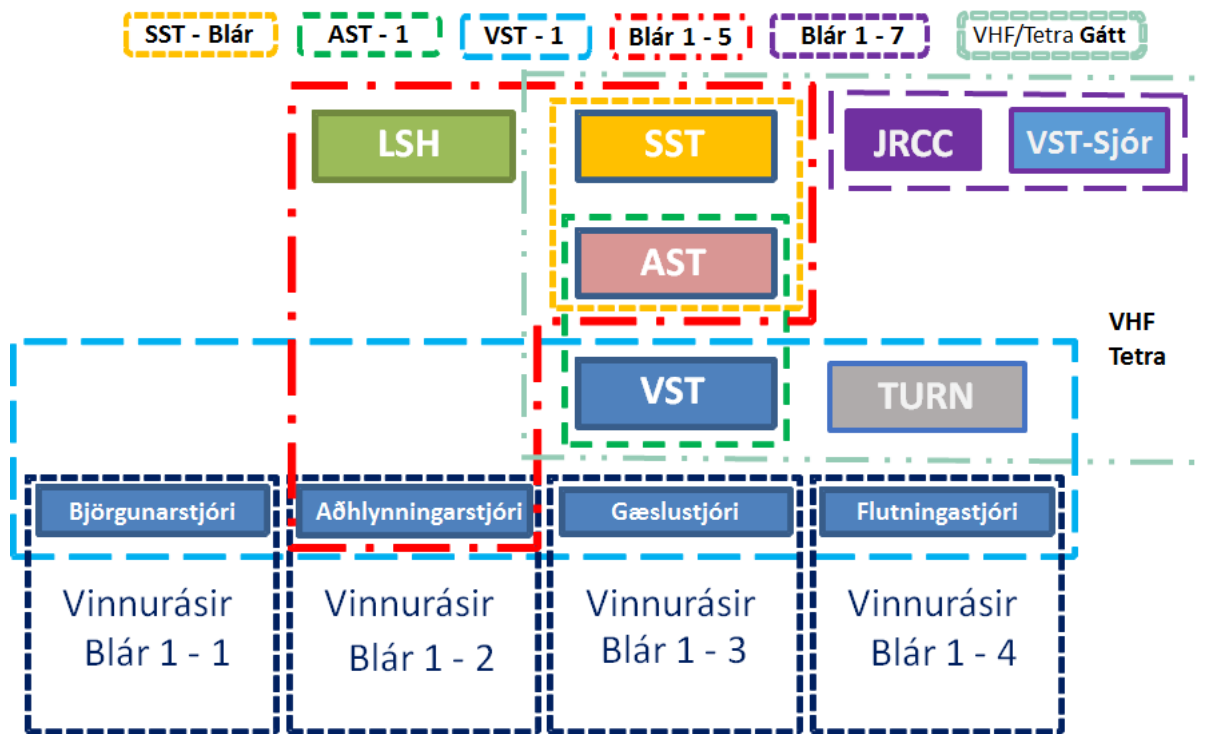 SST - Blár
AST - 1
VST - 1
Blár 1 - 5
Blár 1 - 7
VHF/Tetra Gátt
LSH
SST
JRCC
VST-Sjór
AST
VHF
Tetra
VST
TURN
Björgunarstjóri
Aðhlynningarstjóri
Gæslustjóri
Flutningastjóri
Vinnurásir
Blár 1 - 1
Vinnurásir
Blár 1 - 2
Vinnurásir
Blár 1 - 3
Vinnurásir
Blár 1 - 4